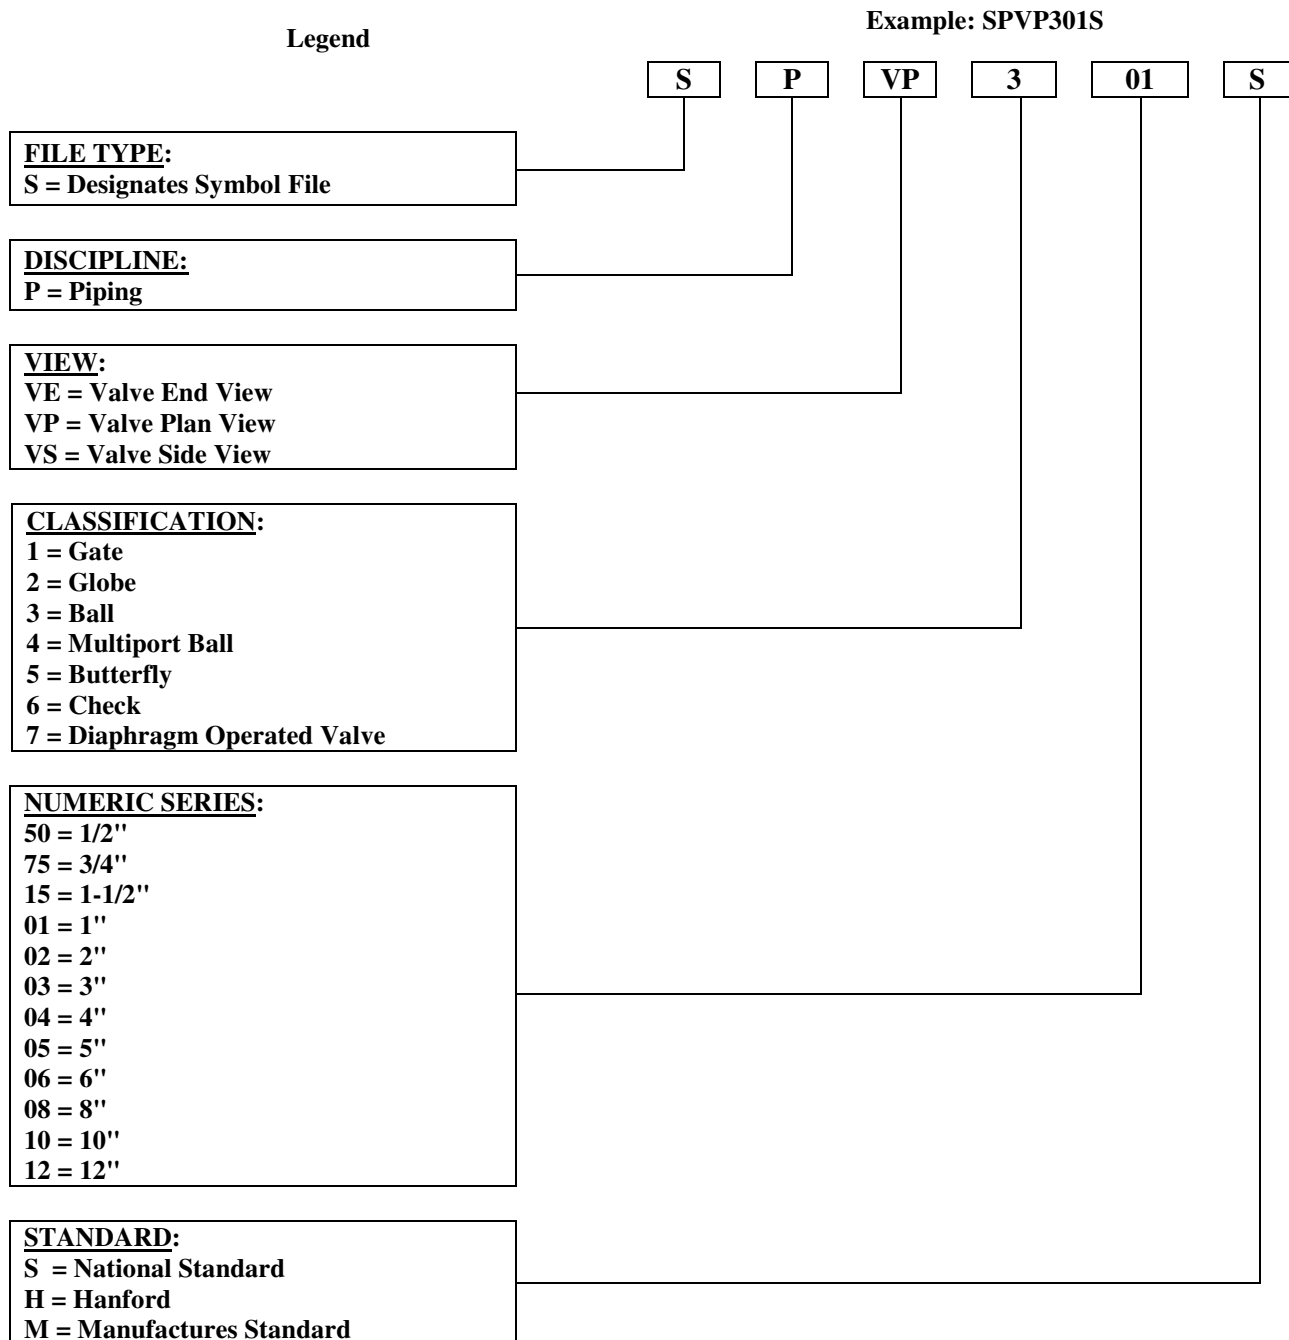 Legend
Example: SPVP301S
S P VP 3 01 S
FILE TYPE:
S = Designates Symbol File
DISCIPLINE:
P = Piping
VIEW:
VE = Valve End View
VP = Valve Plan View
VS = Valve Side View
CLASSIFICATION:
1 = Gate
2 = Globe
3 = Ball
4 = Multiport Ball
5 = Butterfly
6 = Check
7 = Diaphragm Operated Valve
NUMERIC SERIES:
50 = 1/2"
75 = 3/4"
15 = 1-1/2"
01 = 1"
02 = 2"
03 = 3"
04 = 4"
05 = 5"
06 = 6"
08 = 8"
10 = 10"
12 = 12"
STANDARD:
S = National Standard
H = Hanford
M = Manufactures Standard